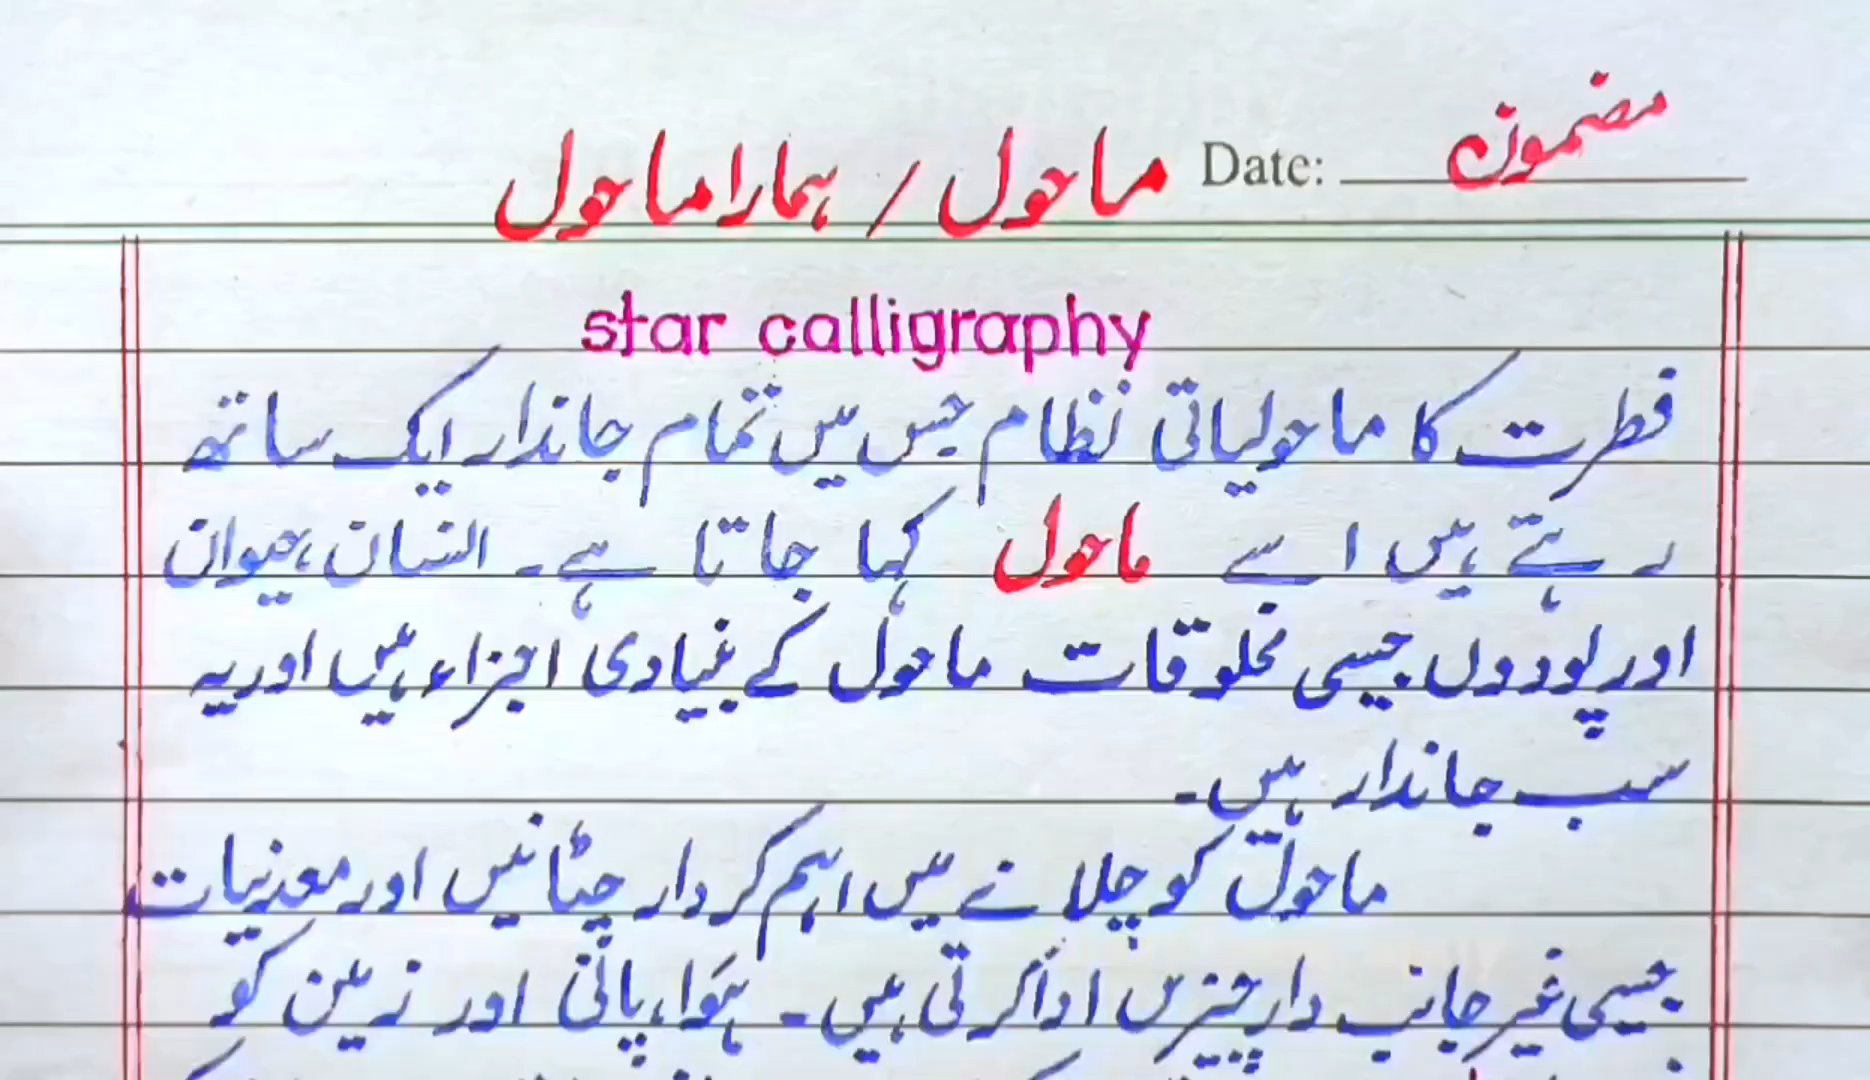 مضمون
Date:
ماحول / ہمارا ماحول
star calligraphy
فطرت کا ماحولیاتی نظام جس میں تمام جاندار ایک ساتھ
رہتے ہیں اسے ماحول کہا جاتا ہے۔ انسان، حیوان
اور پودوں جیسی مخلوقات ماحول کے بنیادی اجزاء ہیں اور یہ
سب جاندار ہیں۔
ماحول کو چلانے میں اہم کردار چٹانیں اور معدنیات
جیسی غیر جانب دار چیزیں ادا کرتی ہیں۔ ہوا، پانی اور زمین کو